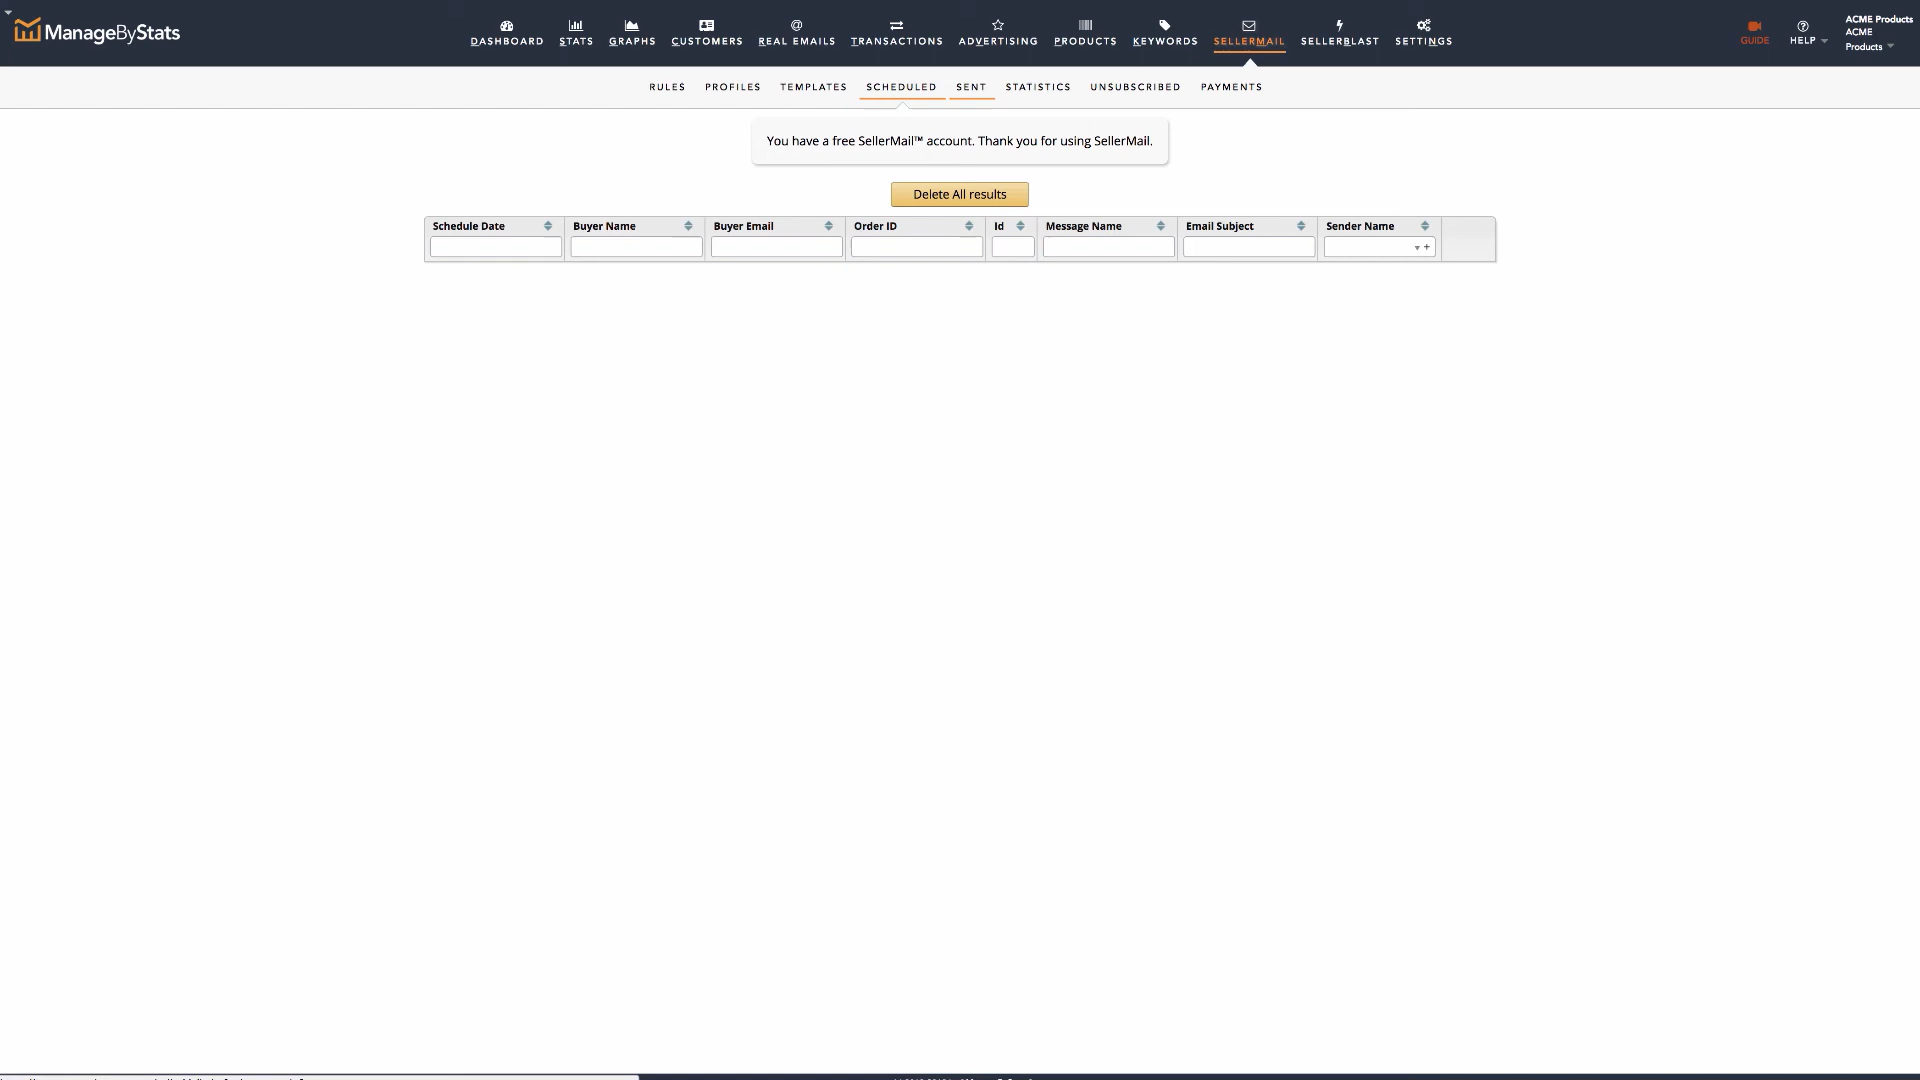 ManageByStats
DASHBOARD STATS GRAPHS CUSTOMERS REAL EMAILS TRANSACTIONS ADVERTISING PRODUCTS KEYWORDS SELLERMAIL SELLERBLAST SETTINGS
GUIDE HELP
ACME Products
ACME
Products
RULES PROFILES TEMPLATES SCHEDULED SENT STATISTICS UNSUBSCRIBED PAYMENTS
You have a free SellerMail™ account. Thank you for using SellerMail.
Delete All results
Schedule Date Buyer Name Buyer Email Order ID Id Message Name Email Subject Sender Name